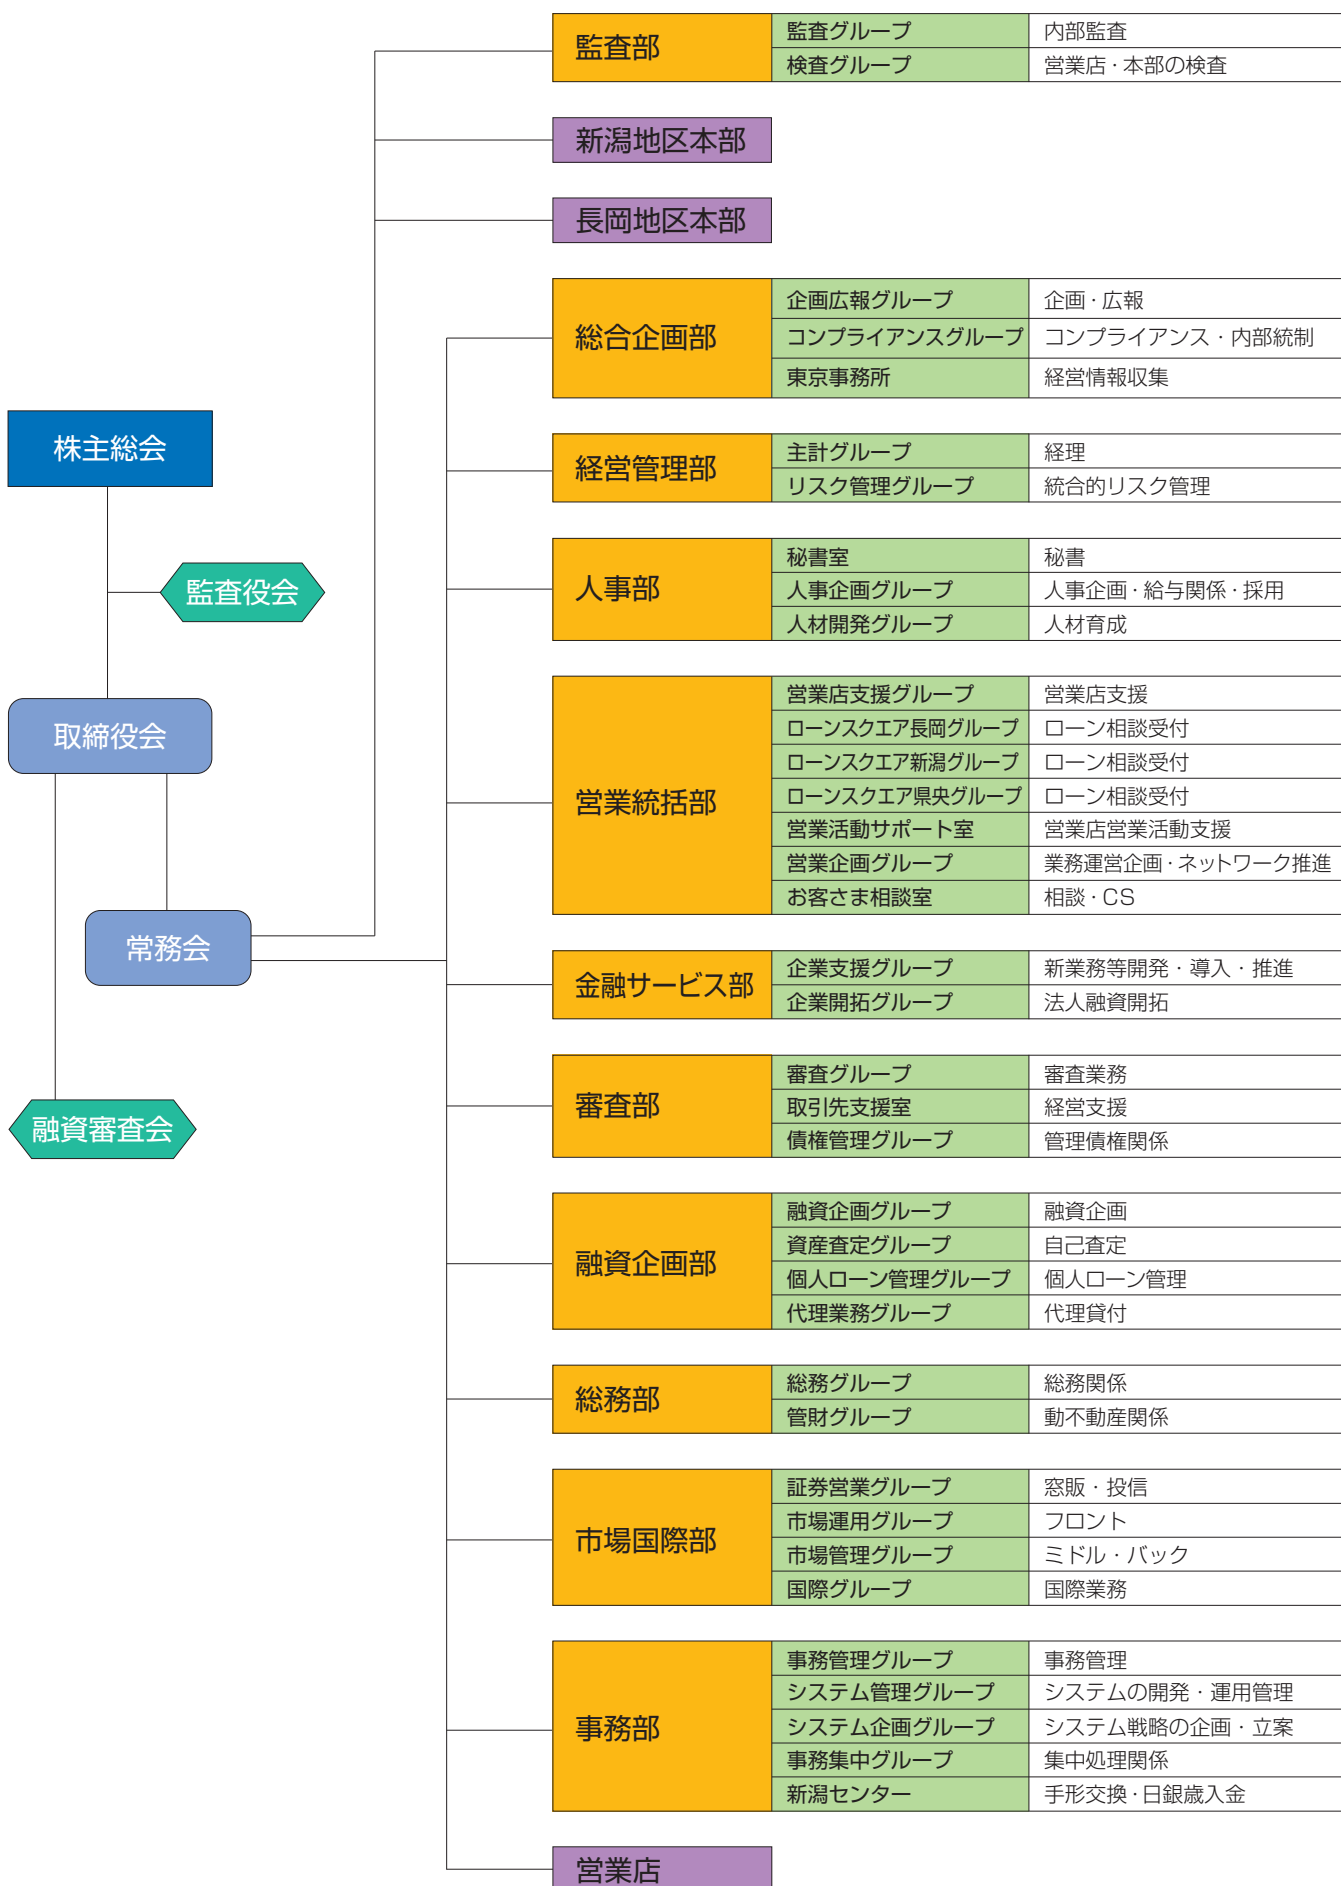 監査部
監査グループ 内部監査
検査グループ 営業店・本部の検査
新潟地区本部
長岡地区本部
総合企画部
企画広報グループ 企画・広報
コンプライアンスグループ コンプライアンス・内部統制
東京事務所 経営情報収集
株主総会
経営管理部
主計グループ 経理
リスク管理グループ 統合的リスク管理
監査役会
人事部
秘書室 秘書
人事企画グループ 人事企画・給与関係・採用
人材開発グループ 人材育成
取締役会
営業統括部
営業店支援グループ 営業店支援
ローンスクエア長岡グループ ローン相談受付
ローンスクエア新潟グループ ローン相談受付
ローンスクエア県央グループ ローン相談受付
営業活動サポート室 営業店営業活動支援
営業企画グループ 業務運営企画・ネットワーク推進
お客さま相談室 相談・CS
常務会
金融サービス部
企業支援グループ 新業務等開発・導入・推進
企業開拓グループ 法人融資開拓
融資審査会
審査部
審査グループ 審査業務
取引先支援室 経営支援
債権管理グループ 管理債権関係
融資企画部
融資企画グループ 融資企画
資産査定グループ 自己査定
個人ローン管理グループ 個人ローン管理
代理業務グループ 代理貸付
総務部
総務グループ 総務関係
管財グループ 動不動産関係
市場国際部
証券営業グループ 窓販・投信
市場運用グループ フロント
市場管理グループ ミドル・バック
国際グループ 国際業務
事務部
事務管理グループ 事務管理
システム管理グループ システムの開発・運用管理
システム企画グループ システム戦略の企画・立案
事務集中グループ 集中処理関係
新潟センター 手形交換・日銀歳入金
営業店